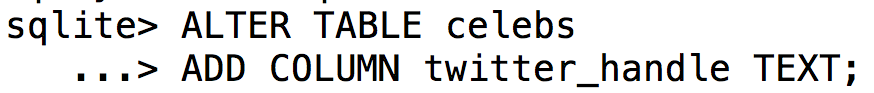 sqlite> ALTER TABLE celebs
...> ADD COLUMN twitter_handle TEXT;